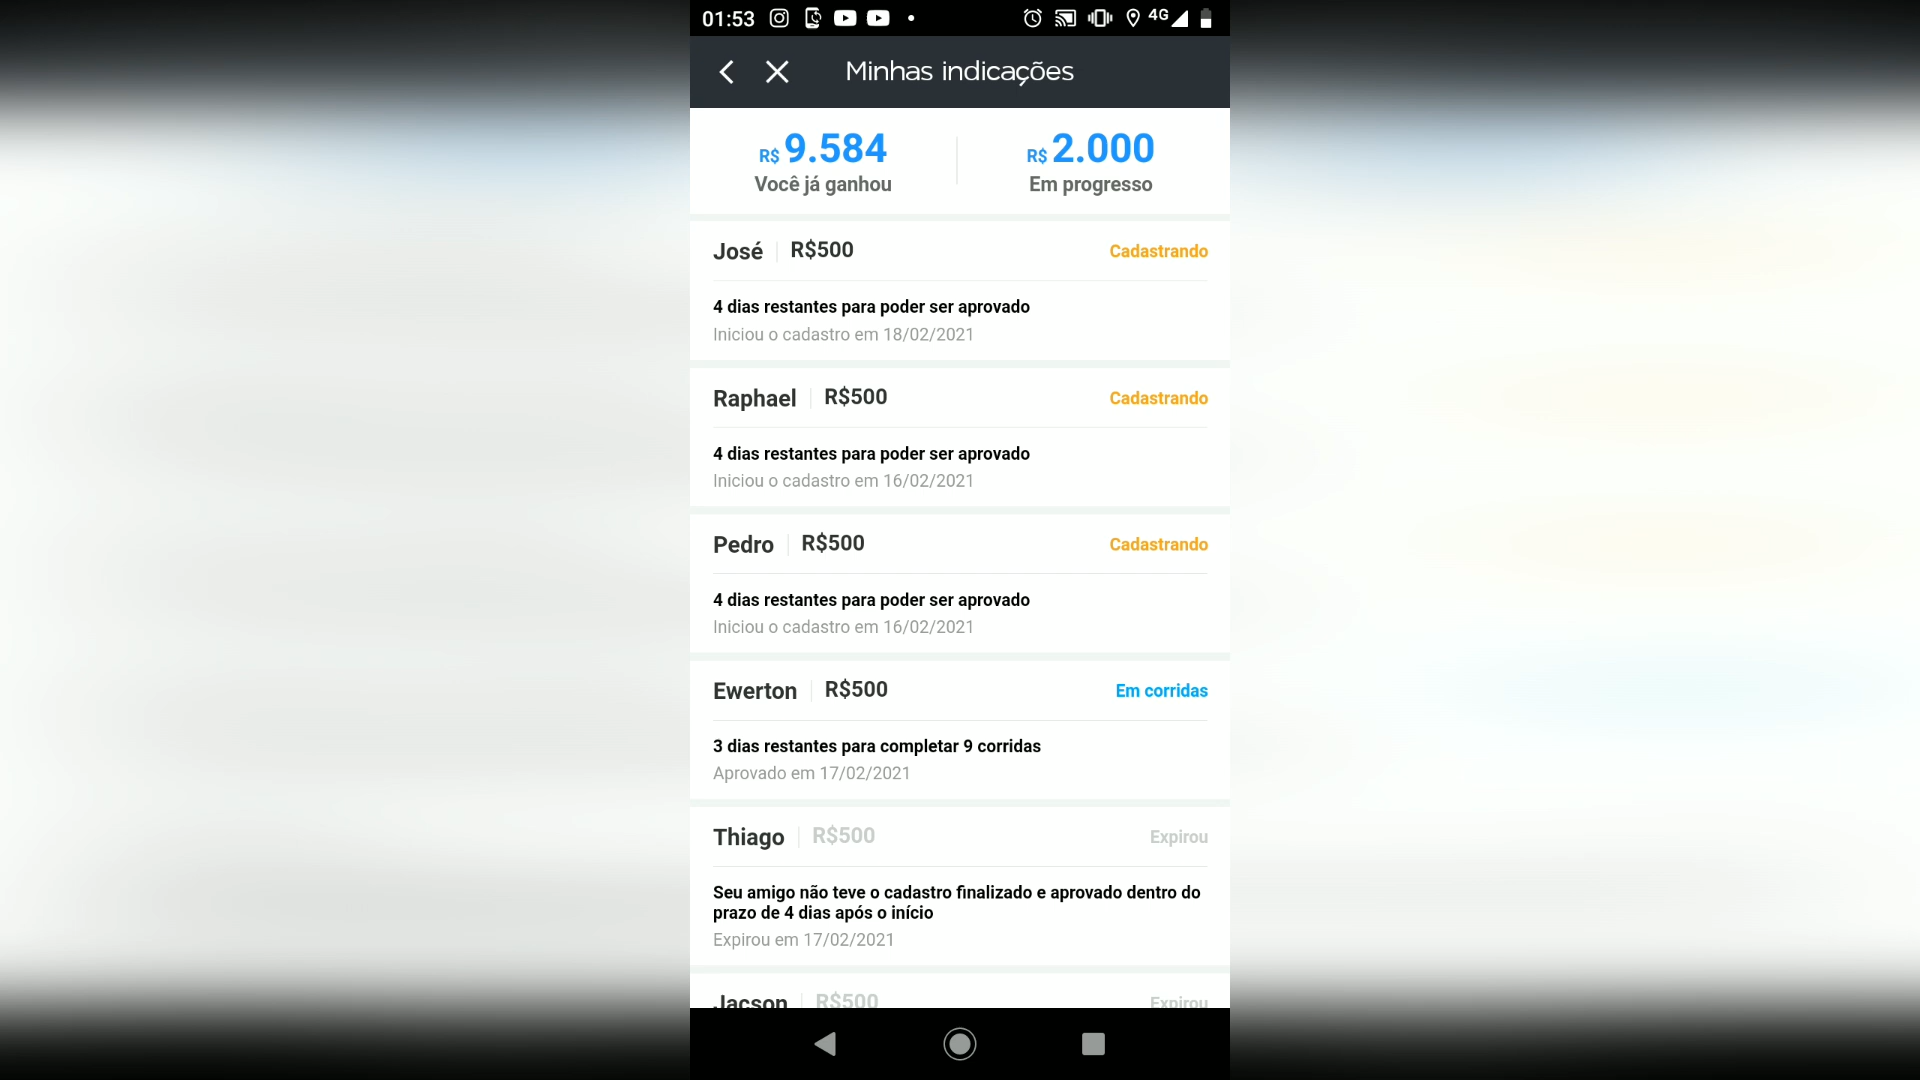 01:53
4G
Minhas indicações
R$ 9.584
Você já ganhou
R$ 2.000
Em progresso
José R$500 Cadastrando
4 dias restantes para poder ser aprovado
Iniciou o cadastro em 18/02/2021
Raphael R$500 Cadastrando
4 dias restantes para poder ser aprovado
Iniciou o cadastro em 16/02/2021
Pedro R$500 Cadastrando
4 dias restantes para poder ser aprovado
Iniciou o cadastro em 16/02/2021
Ewerton R$500 Em corridas
3 dias restantes para completar 9 corridas
Aprovado em 17/02/2021
Thiago R$500 Expirou
Seu amigo não teve o cadastro finalizado e aprovado dentro do
prazo de 4 dias após o início
Expirou em 17/02/2021
Jacson R$500 Expirou